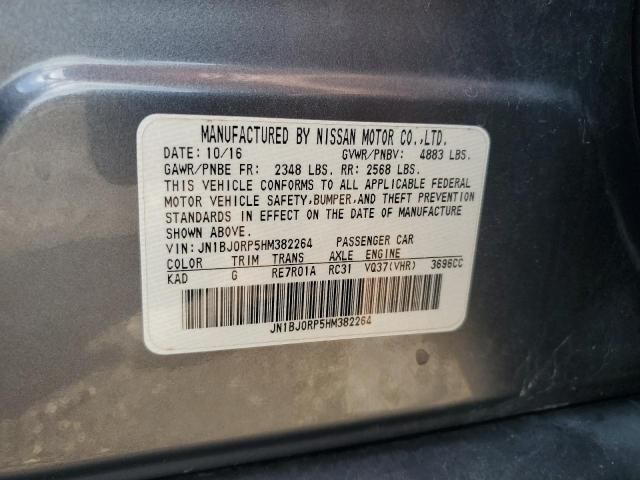 MANUFACTURED BY NISSAN MOTOR CO.,LTD.
DATE: 10/16 GVWR/PNBV: 4883 LBS.
GAWR/PNBE FR: 2348 LBS. RR: 2568 LBS.
THIS VEHICLE CONFORMS TO ALL APPLICABLE FEDERAL
MOTOR VEHICLE SAFETY, BUMPER, AND THEFT PREVENTION
STANDARDS IN EFFECT ON THE DATE OF MANUFACTURE
SHOWN ABOVE.
VIN: JN1BJ0RP5HM382264 PASSENGER CAR
COLOR TRIM TRANS AXLE ENGINE
KAD G RE7R01A RC31 VQ37(VHR) 3696CC
JN1BJ0RP5HM382264